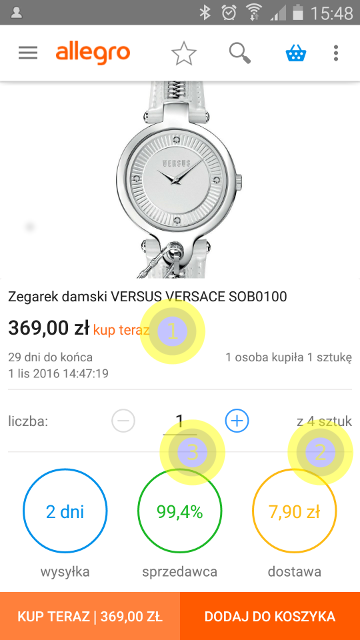 15:48
allegro
VERSUS
Zegarek damski VERSUS VERSACE SOB0100
369,00 zł kup teraz 1
29 dni do końca 1 osoba kupiła 1 sztukę
1 lis 2016 14:47:19
liczba: 1 z 4 sztuk
3 2
2 dni 99,4% 7,90 zł
wysyłka sprzedawca dostawa
KUP TERAZ | 369,00 ZŁ DODAJ DO KOSZYKA